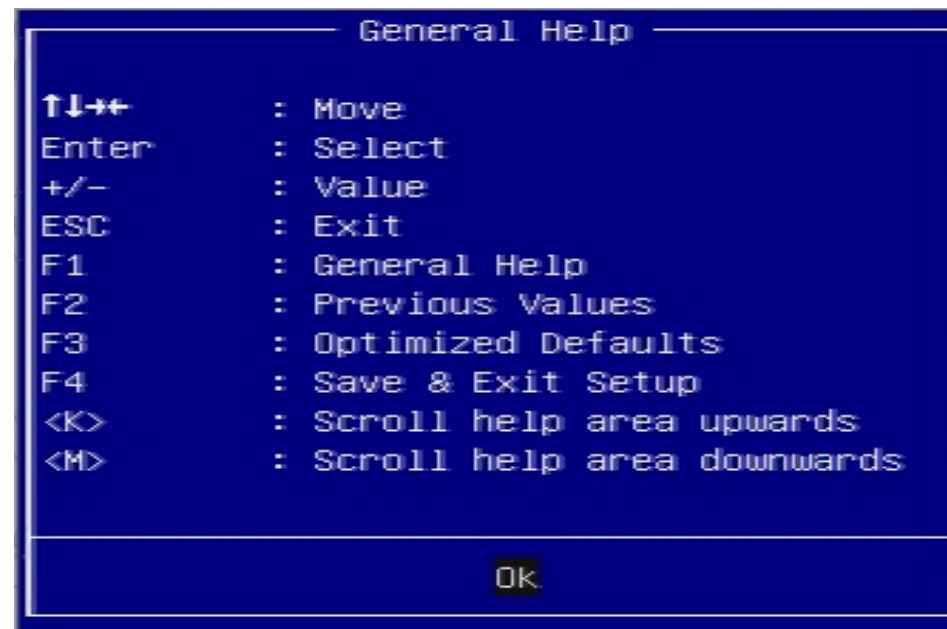 General Help
↑↓→← : Move
Enter : Select
+/- : Value
ESC : Exit
F1 : General Help
F2 : Previous Values
F3 : Optimized Defaults
F4 : Save & Exit Setup
<K> : Scroll help area upwards
<M> : Scroll help area downwards
Ok